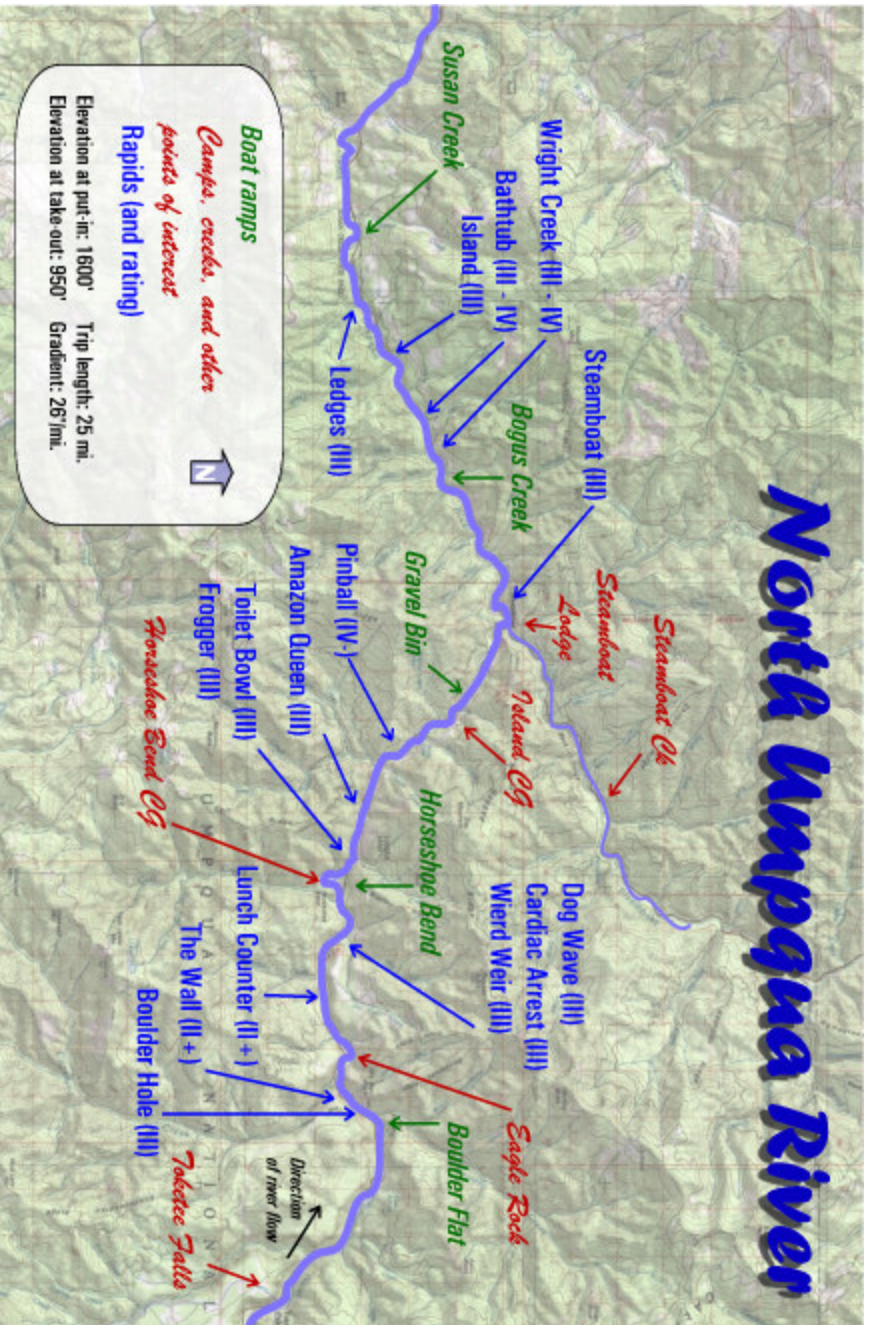 North Umpqua River
Steamboat Ck
Steamboat
Lodge
Steamboat (III)
Wright Creek (III - IV)
Bathtub (III - IV)
Island (III)
Susan Creek
Bogus Creek
Island CG
Dog Wave (III)
Cardiac Arrest (III)
Wierd Weir (III)
Eagle Rock
Gravel Bin
Horseshoe Bend
Boulder Flat
Ledges (III)
Pinball (IV-)
Amazon Queen (III)
Toilet Bowl (III)
Frogger (III)
Horseshoe Bend CG
Lunch Counter (II+)
The Wall (II+)
Boulder Hole (III)
Direction
of river flow
Toketee Falls
UMPQUA NATIONAL
Boat ramps
Camps, creeks, and other
points of interest
Rapids (and rating)
N
Elevation at put-in: 1600' Trip length: 25 mi.
Elevation at take-out: 950' Gradient: 26'/mi.